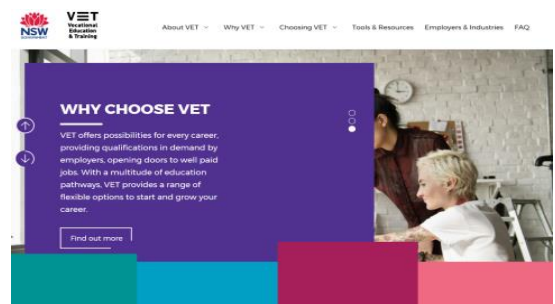 NSW
GOVERNMENT
VET
Vocational
Education
& Training
About VET
Why VET
Choosing VET
Tools & Resources
Employers & Industries
FAQ
WHY CHOOSE VET
VET offers possibilities for every career,
providing qualifications in demand by
employers, opening doors to well paid
jobs. With a multitude of education
pathways, VET provides a range of
flexible options to start and grow your
career.
Find out more